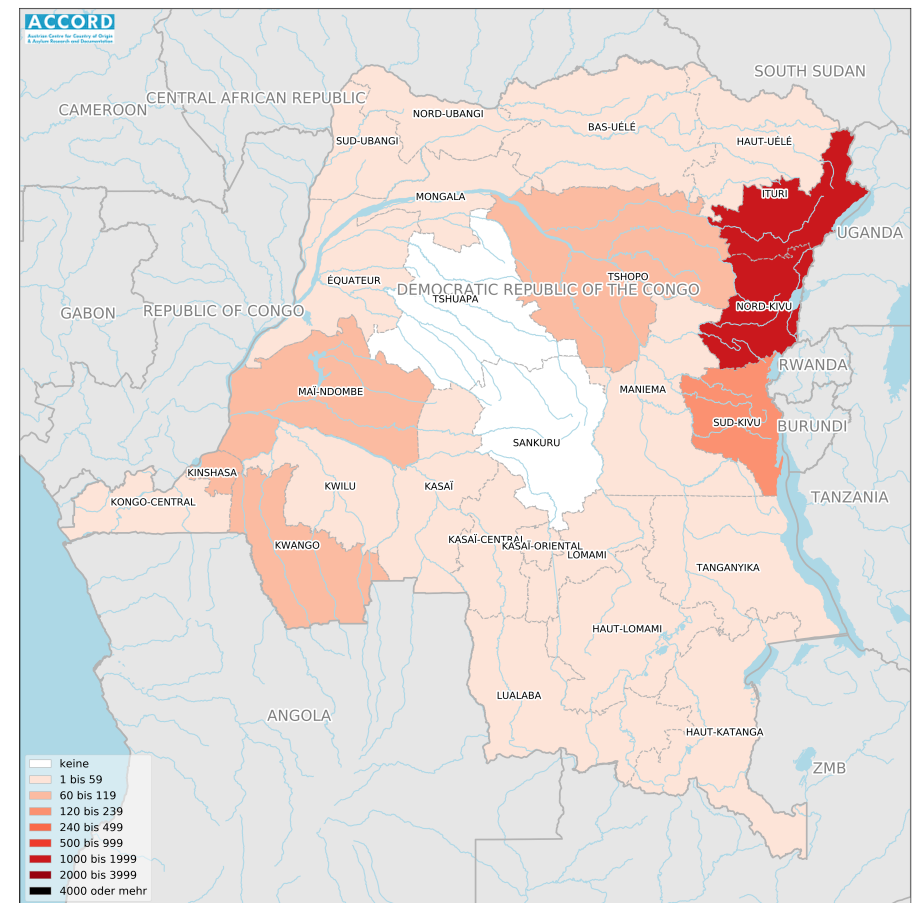 ACCORD
Austrian Centre for Country of Origin
& Asylum Research and Documentation
SOUTH SUDAN
CENTRAL AFRICAN REPUBLIC
CAMEROON
NORD-UBANGI
BAS-UÉLÉ
SUD-UBANGI
HAUT-UÉLÉ
ITURI
MONGALA
UGANDA
TSHOPO
ÉQUATEUR
DEMOCRATIC REPUBLIC OF THE CONGO
TSHUAPA
NORD-KIVU
REPUBLIC OF CONGO
GABON
RWANDA
MANIEMA
MAÏ-NDOMBE
SUD-KIVU
BURUNDI
SANKURU
KINSHASA
KWILU
KASAÏ
TANZANIA
KONGO-CENTRAL
KASAÏ-CENTRAL
KASAÏ-ORIENTAL
KWANGO
LOMAMI
TANGANYIKA
HAUT-LOMAMI
LUALABA
ANGOLA
HAUT-KATANGA
ZMB
keine
1 bis 59
60 bis 119
120 bis 239
240 bis 499
500 bis 999
1000 bis 1999
2000 bis 3999
4000 oder mehr